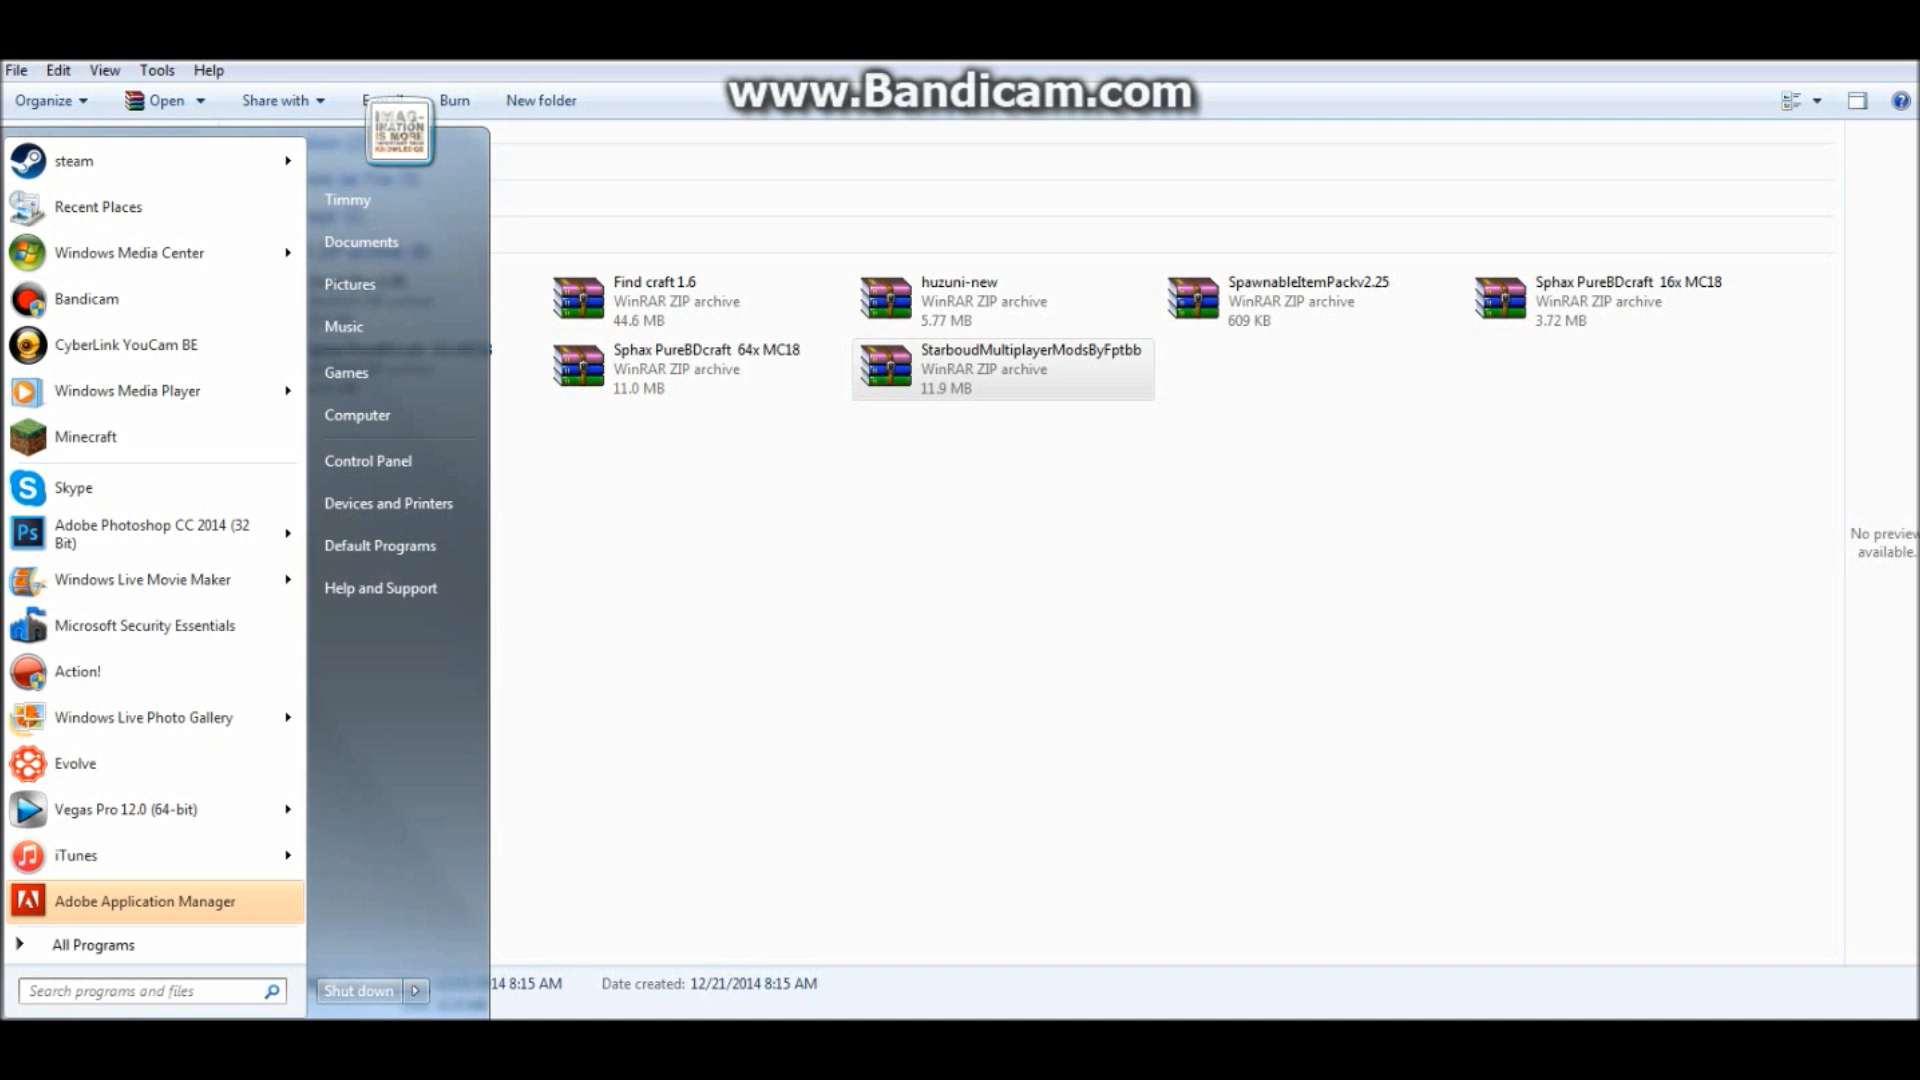 www.Bandicam.com
File Edit View Tools Help
Organize Open Share with Burn New folder
IMAG-
INATION
IS MORE
IMPORTANT THAN
KNOWLEDGE
steam
Recent Places
Windows Media Center
Bandicam
CyberLink YouCam BE
Windows Media Player
Minecraft
Skype
Adobe Photoshop CC 2014 (32
Bit)
Windows Live Movie Maker
Microsoft Security Essentials
Action!
Windows Live Photo Gallery
Evolve
Vegas Pro 12.0 (64-bit)
iTunes
Adobe Application Manager
All Programs
Search programs and files
Timmy
Documents
Pictures
Music
Games
Computer
Control Panel
Devices and Printers
Default Programs
Help and Support
Shut down
Find craft 1.6
WinRAR ZIP archive
44.6 MB
huzuni-new
WinRAR ZIP archive
5.77 MB
SpawnableItemPackv2.25
WinRAR ZIP archive
609 KB
Sphax PureBDcraft 16x MC18
WinRAR ZIP archive
3.72 MB
Sphax PureBDcraft 64x MC18
WinRAR ZIP archive
11.0 MB
StarboudMultiplayerModsByFptbb
WinRAR ZIP archive
11.9 MB
No preview
available.
14 8:15 AM Date created: 12/21/2014 8:15 AM